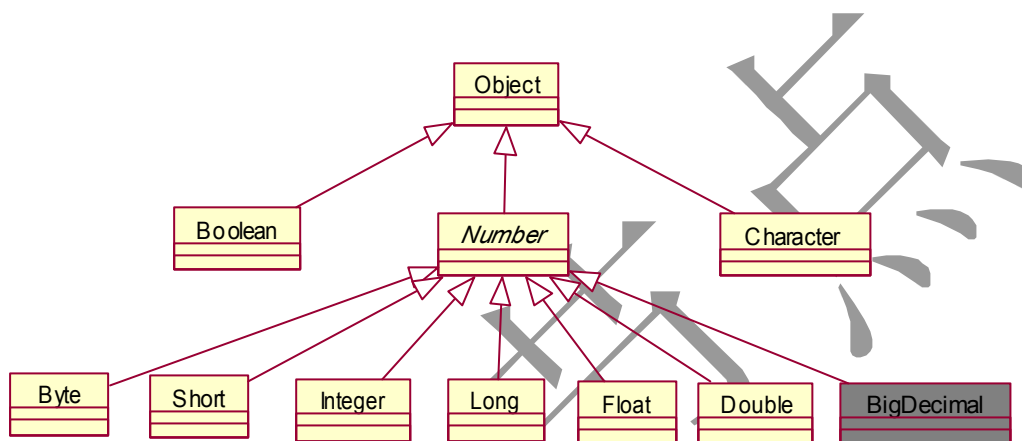 Object
Boolean
Number
Character
Byte
Short
Integer
Long
Float
Double
BigDecimal